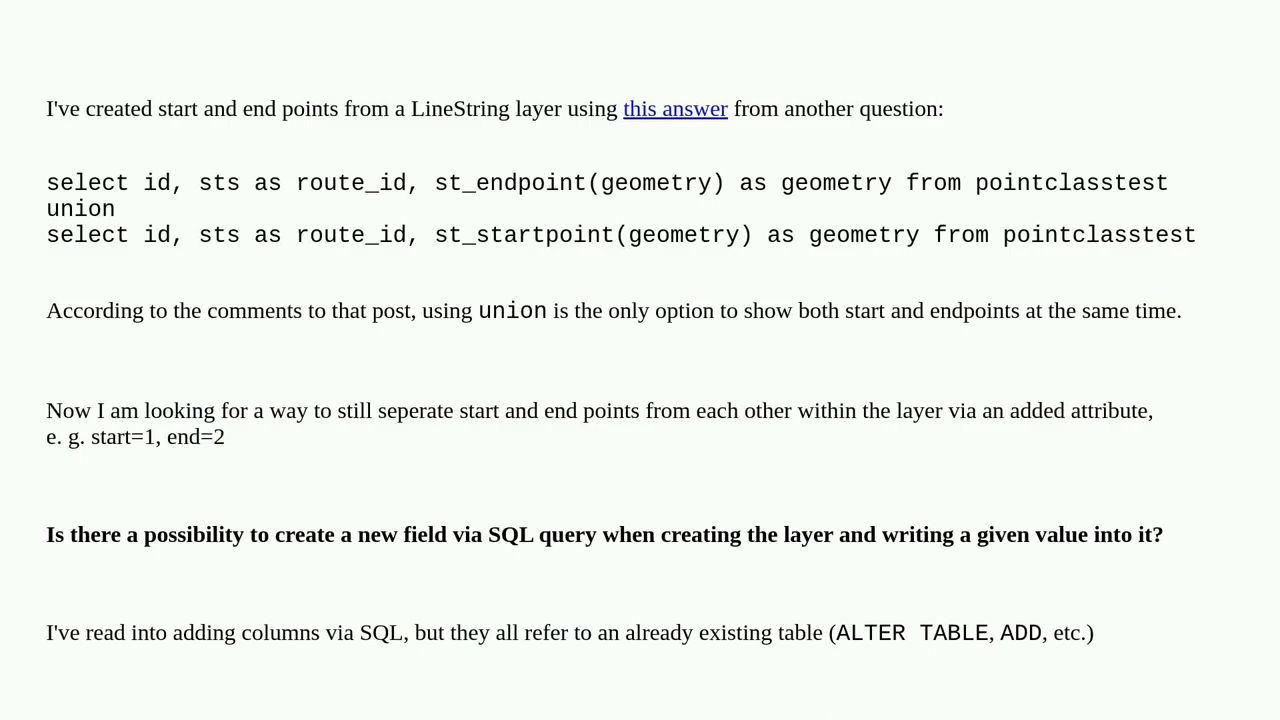 I've created start and end points from a LineString layer using this answer from another question:
select id, sts as route_id, st_endpoint(geometry) as geometry from pointclasstest
union
select id, sts as route_id, st_startpoint(geometry) as geometry from pointclasstest
According to the comments to that post, using union is the only option to show both start and endpoints at the same time.
Now I am looking for a way to still seperate start and end points from each other within the layer via an added attribute,
e. g. start=1, end=2
Is there a possibility to create a new field via SQL query when creating the layer and writing a given value into it?
I've read into adding columns via SQL, but they all refer to an already existing table (ALTER TABLE, ADD, etc.)